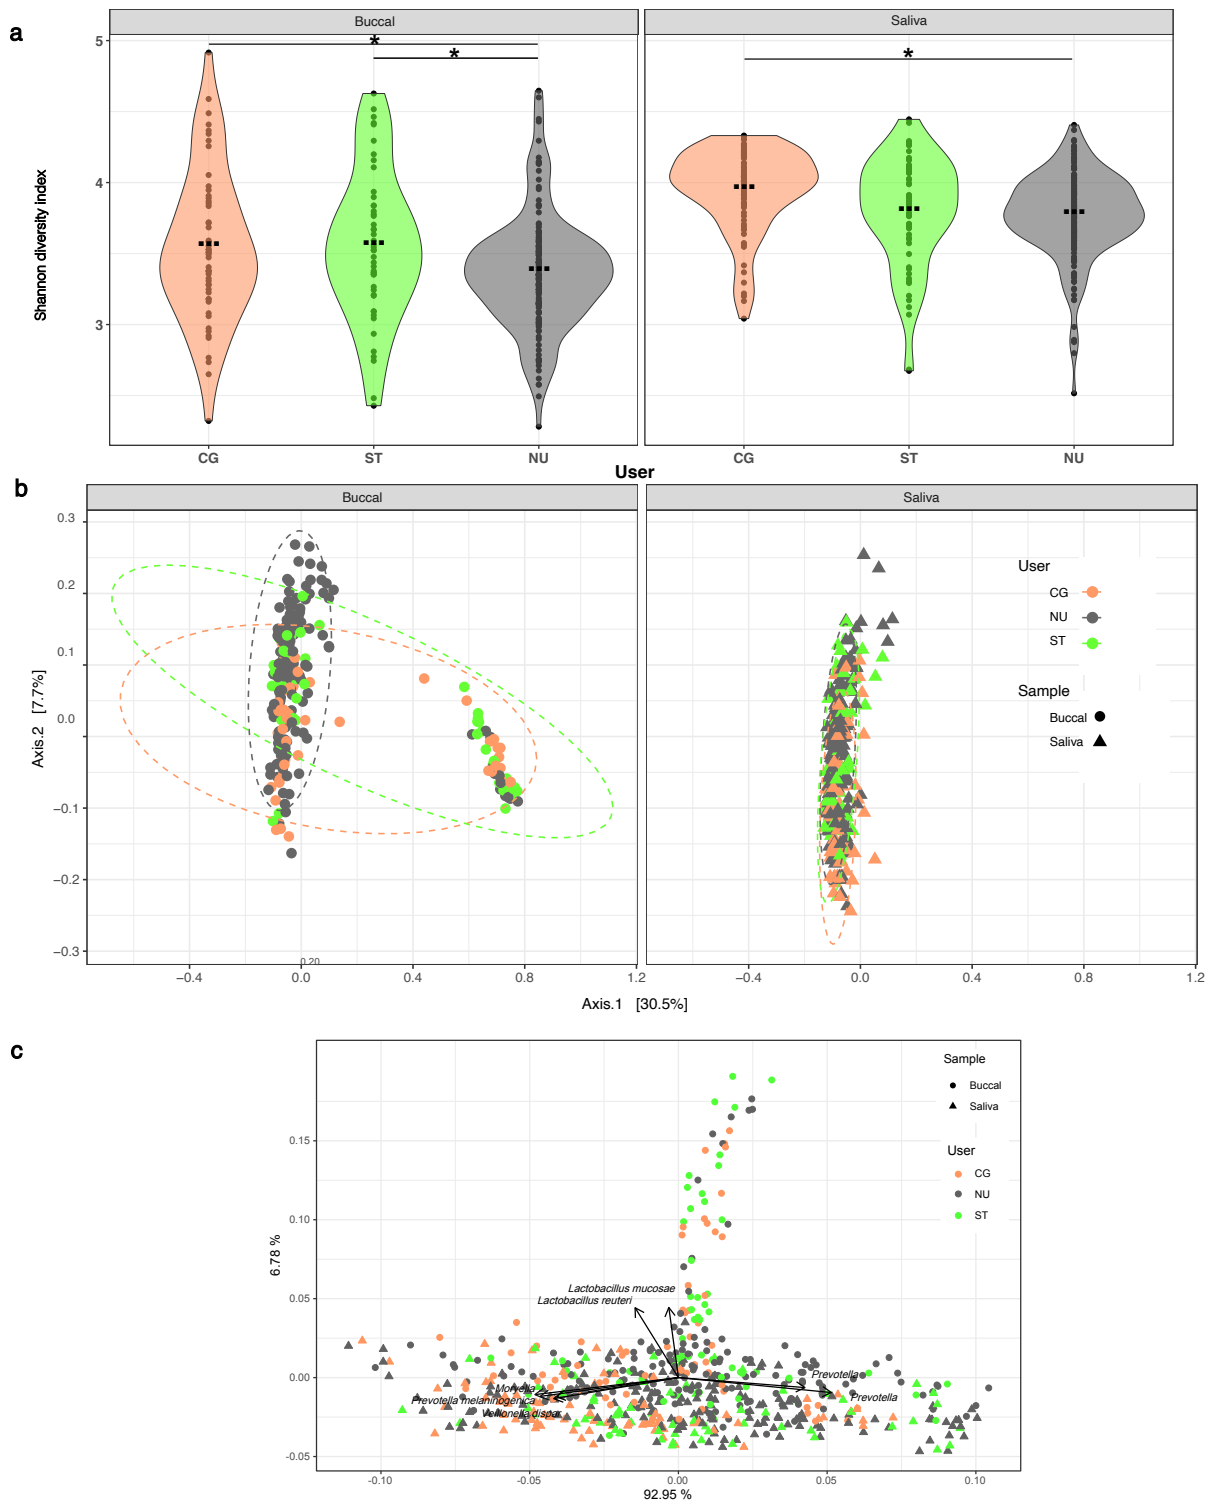 a
Buccal
Saliva
5
4
3
Shannon diversity index
*
*
*
CG
ST
NU
CG
ST
NU
User
b
Buccal
Saliva
0.3
0.2
0.1
0.0
−0.1
−0.2
−0.3
Axis.2 [7.7%]
0.20
−0.4
0.0
0.4
0.8
1.2
−0.4
0.0
0.4
0.8
1.2
Axis.1 [30.5%]
User
CG
NU
ST
Sample
Buccal
Saliva
c
Sample
Buccal
Saliva
User
CG
NU
ST
0.15
0.10
0.05
0.00
-0.05
6.78 %
Lactobacillus mucosae
Lactobacillus reuteri
Moryella
Prevotella melaninogenica
Veillonella dispar
Prevotella
Prevotella
-0.10
-0.05
0.00
0.05
0.10
92.95 %